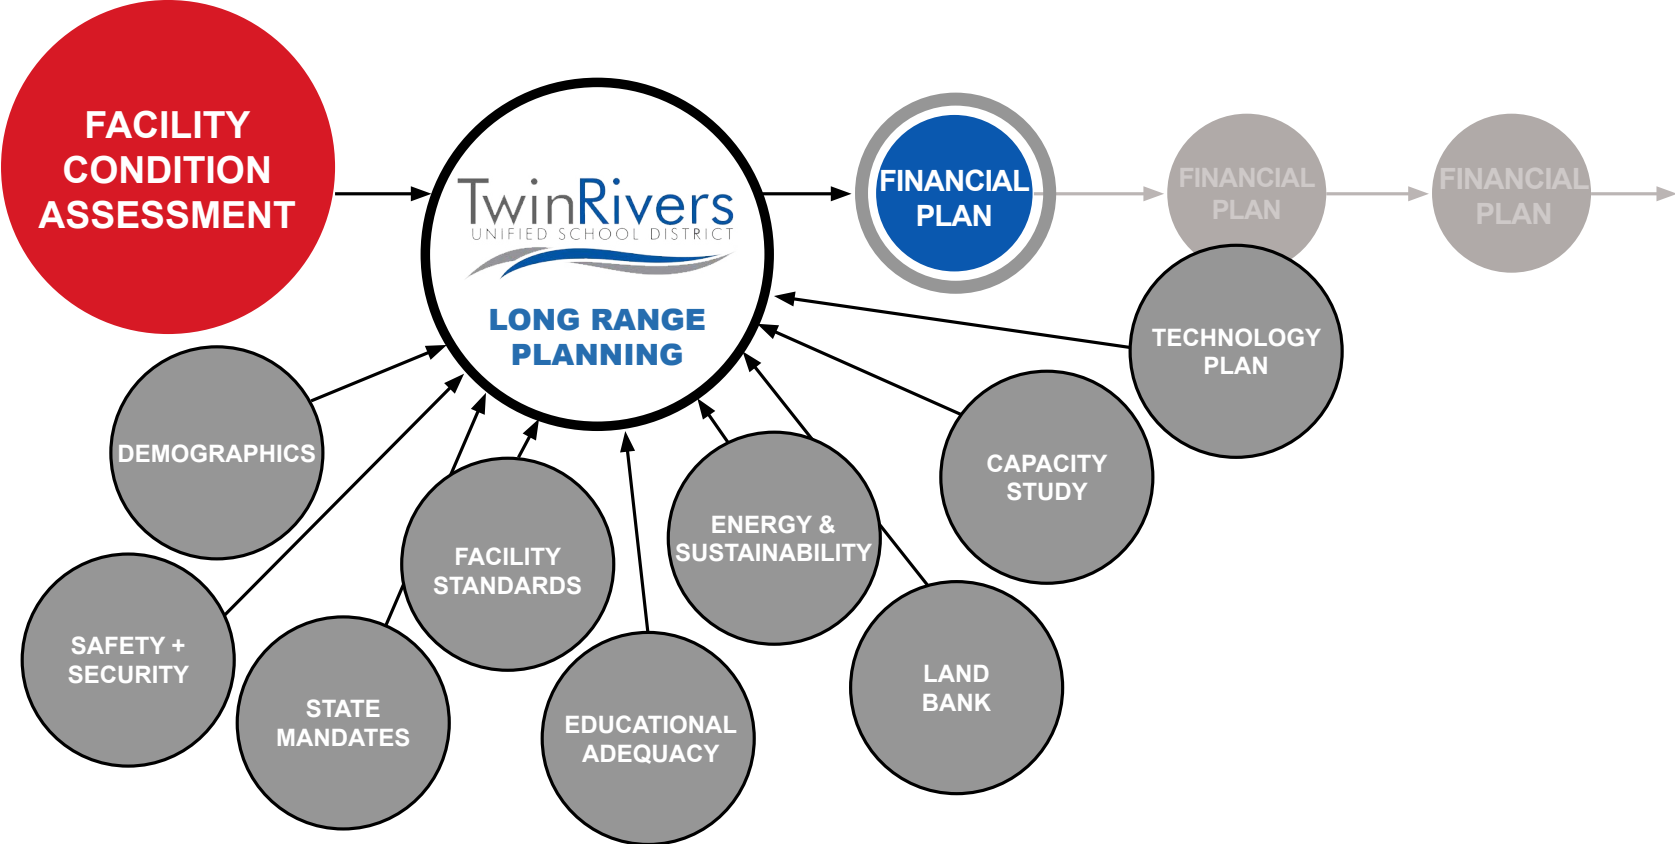 FACILITY
CONDITION
ASSESSMENT
TwinRivers
UNIFIED SCHOOL DISTRICT
LONG RANGE
PLANNING
FINANCIAL
PLAN
FINANCIAL
PLAN
FINANCIAL
PLAN
TECHNOLOGY
PLAN
DEMOGRAPHICS
CAPACITY
STUDY
ENERGY &
SUSTAINABILITY
FACILITY
STANDARDS
SAFETY +
SECURITY
LAND
BANK
STATE
MANDATES
EDUCATIONAL
ADEQUACY